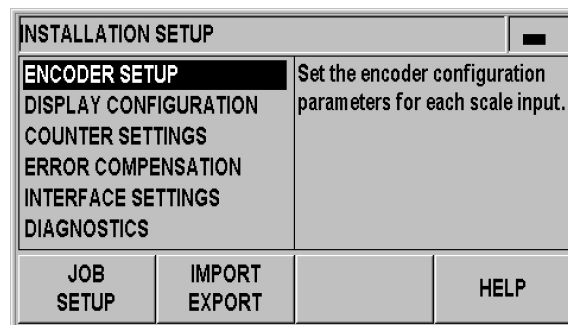 INSTALLATION SETUP
ENCODER SETUP
DISPLAY CONFIGURATION
COUNTER SETTINGS
ERROR COMPENSATION
INTERFACE SETTINGS
DIAGNOSTICS
Set the encoder configuration
parameters for each scale input.
JOB
SETUP
IMPORT
EXPORT
HELP